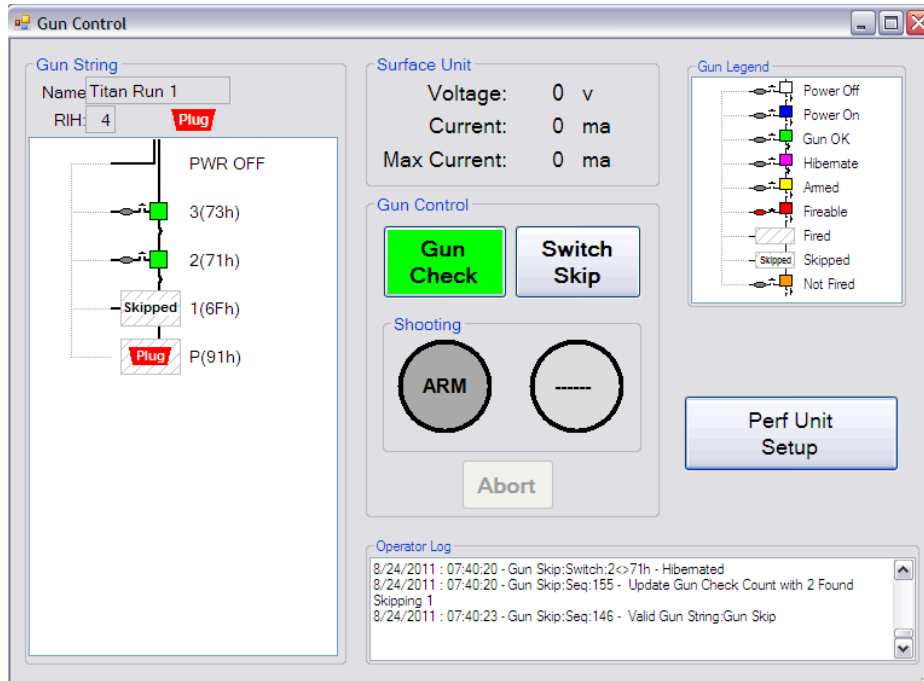 Gun Control
Gun String
Name Titan Run 1
RIH: 4 Plug
PWR OFF
3(73h)
2(71h)
Skipped 1(6Fh)
Plug P(91h)
Surface Unit
Voltage: 0 v
Current: 0 ma
Max Current: 0 ma
Gun Control
Gun
Check
Switch
Skip
Shooting
ARM
------
Abort
Gun Legend
Power Off
Power On
Gun OK
Hibernate
Armed
Fireable
Fired
Skipped Skipped
Not Fired
Perf Unit
Setup
Operator Log
8/24/2011 : 07:40:20 - Gun Skip:Switch:2<>71h - Hibernated
8/24/2011 : 07:40:20 - Gun Skip:Seq:155 - Update Gun Check Count with 2 Found
Skipping 1
8/24/2011 : 07:40:23 - Gun Skip:Seq:146 - Valid Gun String:Gun Skip